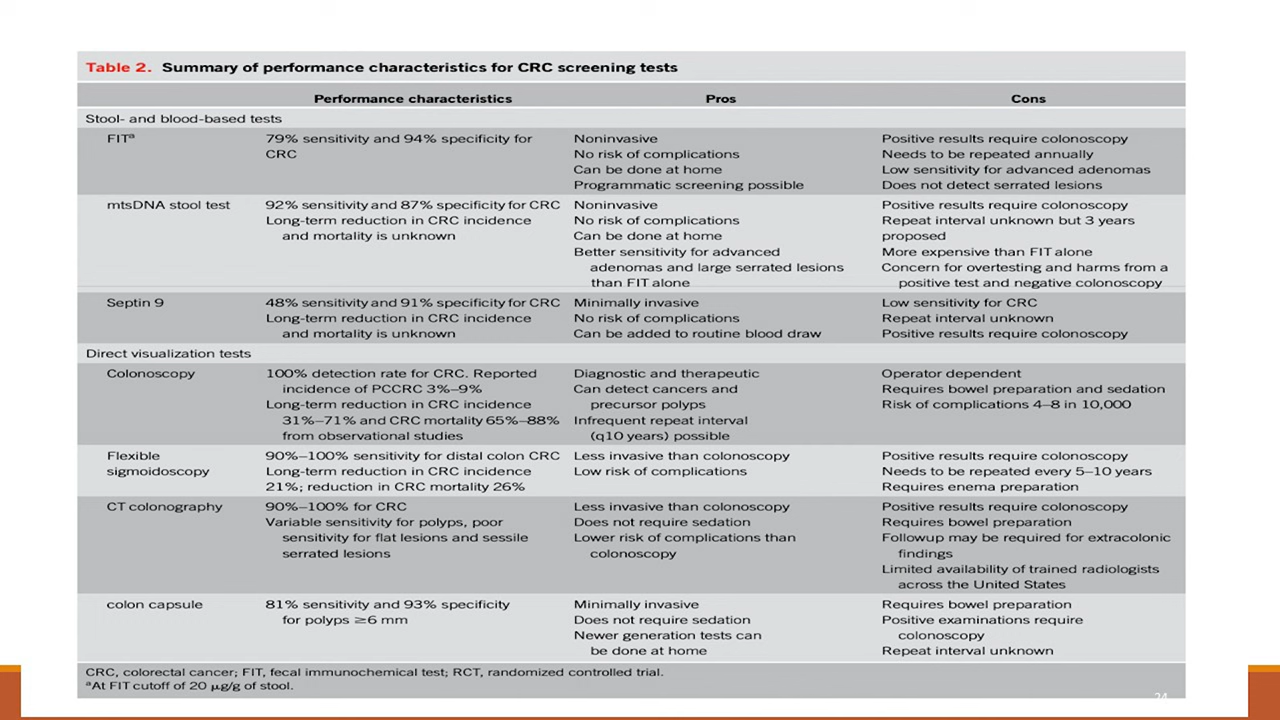 Table 2. Summary of performance characteristics for CRC screening tests
Performance characteristics Pros Cons
Stool- and blood-based tests
FITa 79% sensitivity and 94% specificity for Noninvasive Positive results require colonoscopy
CRC No risk of complications Needs to be repeated annually
Can be done at home Low sensitivity for advanced adenomas
Programmatic screening possible Does not detect serrated lesions
mtsDNA stool test 92% sensitivity and 87% specificity for CRC Noninvasive Positive results require colonoscopy
Long-term reduction in CRC incidence No risk of complications Repeat interval unknown but 3 years
and mortality is unknown Can be done at home proposed
Better sensitivity for advanced More expensive than FIT alone
adenomas and large serrated lesions Concern for overtesting and harms from a
than FIT alone positive test and negative colonoscopy
Septin 9 48% sensitivity and 91% specificity for CRC Minimally invasive Low sensitivity for CRC
Long-term reduction in CRC incidence No risk of complications Repeat interval unknown
and mortality is unknown Can be added to routine blood draw Positive results require colonoscopy
Direct visualization tests
Colonoscopy 100% detection rate for CRC. Reported Diagnostic and therapeutic Operator dependent
incidence of PCCRC 3%–9% Can detect cancers and Requires bowel preparation and sedation
Long-term reduction in CRC incidence precursor polyps Risk of complications 4–8 in 10,000
31%–71% and CRC mortality 65%–88% Infrequent repeat interval
from observational studies (q10 years) possible
Flexible 90%–100% sensitivity for distal colon CRC Less invasive than colonoscopy Positive results require colonoscopy
sigmoidoscopy Long-term reduction in CRC incidence Low risk of complications Needs to be repeated every 5–10 years
21%; reduction in CRC mortality 26% Requires enema preparation
CT colonography 90%–100% for CRC Less invasive than colonoscopy Positive results require colonoscopy
Variable sensitivity for polyps, poor Does not require sedation Requires bowel preparation
sensitivity for flat lesions and sessile Lower risk of complications than Followup may be required for extracolonic
serrated lesions colonoscopy findings
Limited availability of trained radiologists
across the United States
colon capsule 81% sensitivity and 93% specificity Minimally invasive Requires bowel preparation
for polyps ≥6 mm Does not require sedation Positive examinations require
Newer generation tests can colonoscopy
be done at home Repeat interval unknown
CRC, colorectal cancer; FIT, fecal immunochemical test; RCT, randomized controlled trial.
aAt FIT cutoff of 20 μg/g of stool.
24